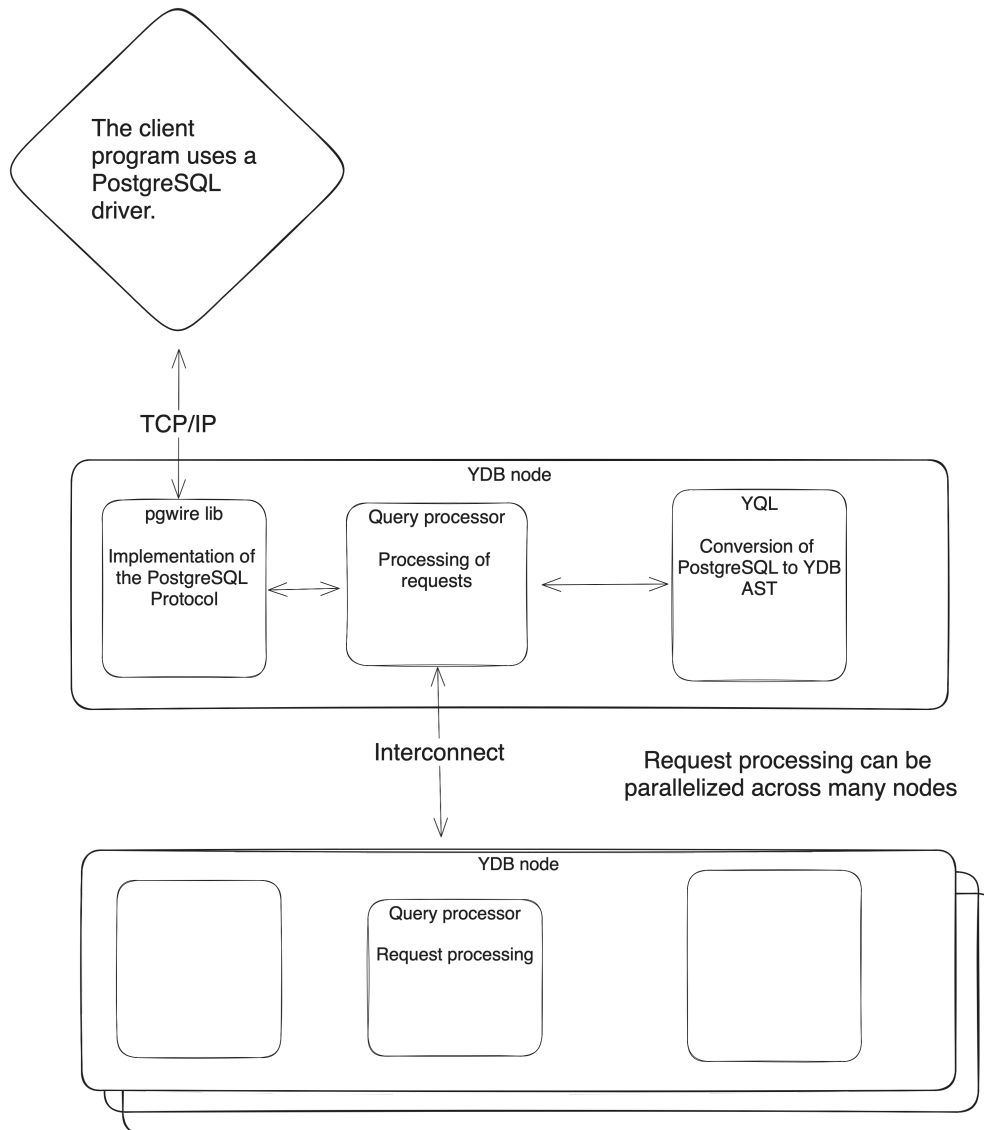 The client
program uses a
PostgreSQL
driver.
TCP/IP
YDB node
pgwire lib
Implementation of
the PostgreSQL
Protocol
Query processor
Processing of
requests
YQL
Conversion of
PostgreSQL to YDB
AST
Interconnect
Request processing can be
parallelized across many nodes
YDB node
Query processor
Request processing